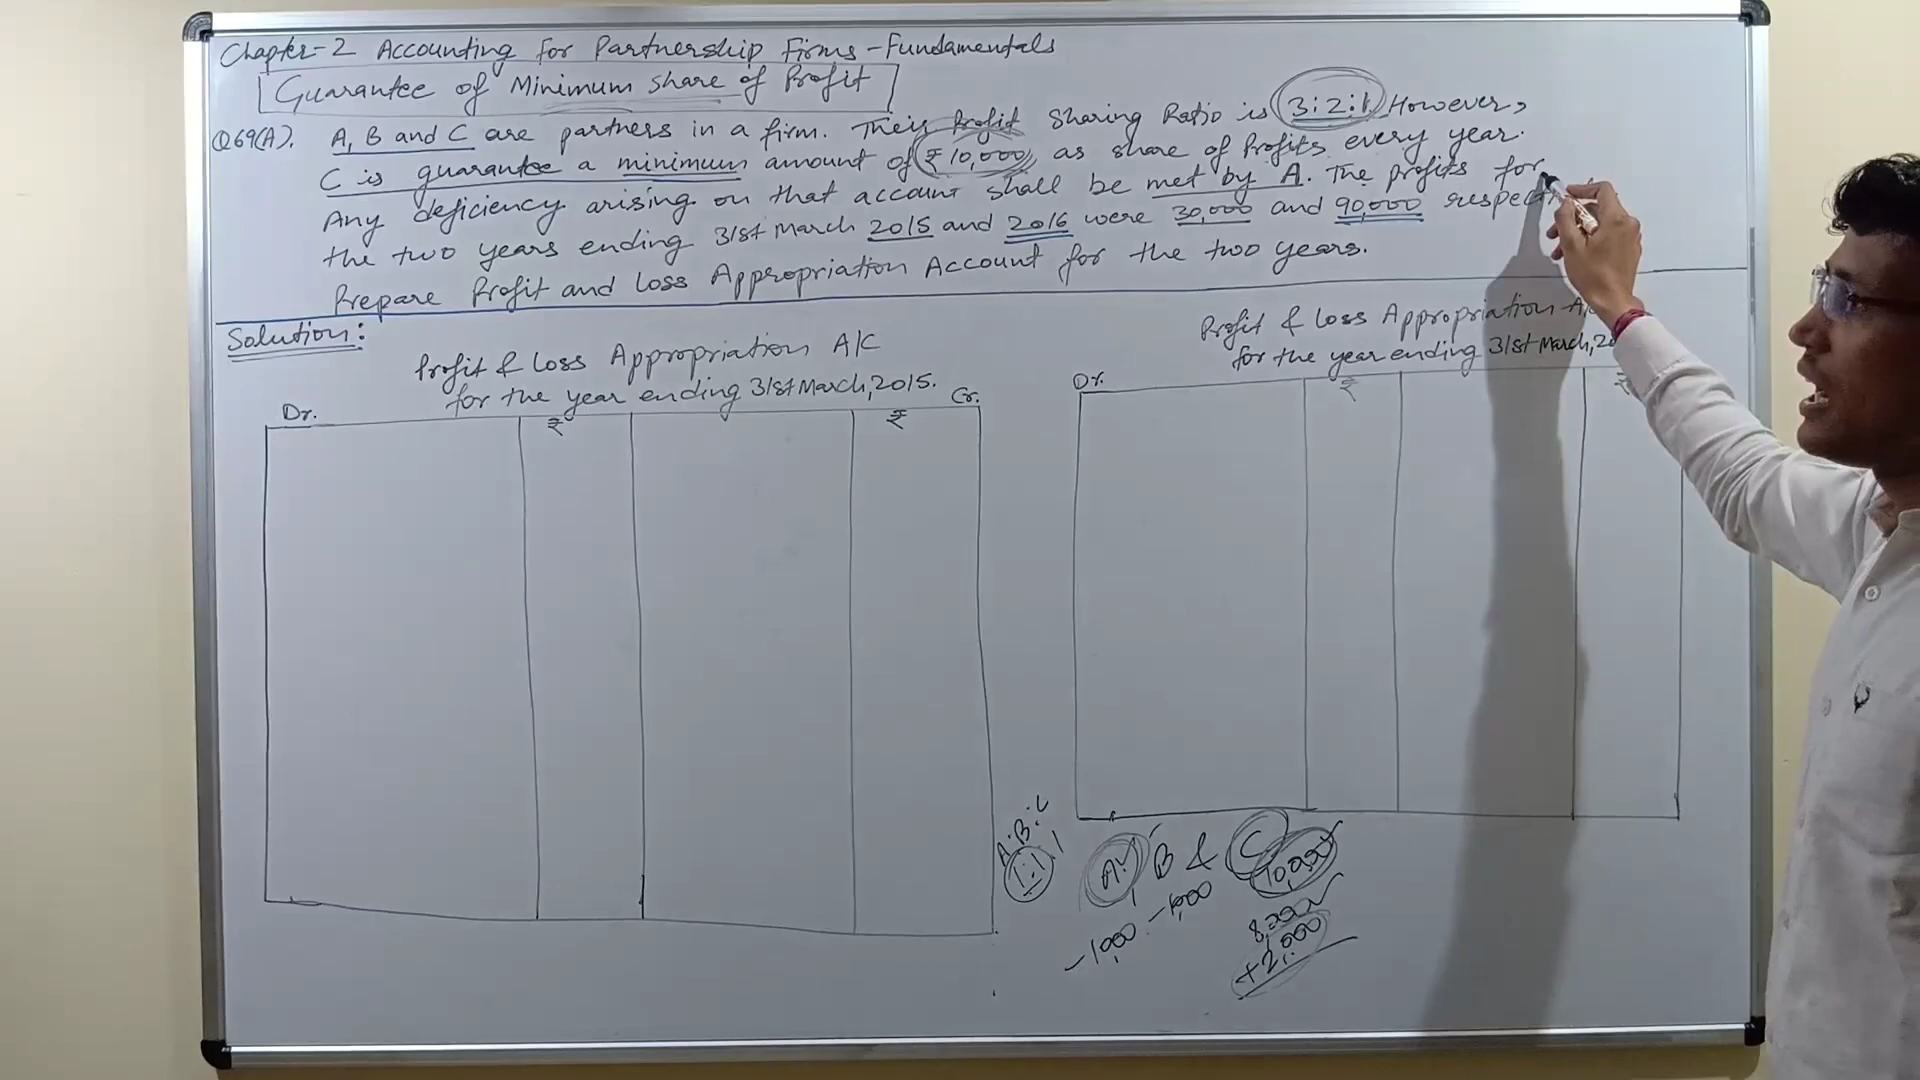 Chapter-2 Accounting for Partnership Firms-Fundamentals
Guarantee of Minimum share of Profit
Q69(A). A, B and C are partners in a firm. Their Profit Sharing Ratio is 3:2:1. However,
C is guarantee a minimum amount of ₹10,000 as share of Profits every year.
Any deficiency arising on that account shall be met by A. The profits for
the two years ending 31st March 2015 and 2016 were 30,000 and 90,000
Prepare Profit and Loss Appropriation Account for the two years.
Solution:
Profit & Loss Appropriation A/C
for the year ending 31st March, 2015.
Dr. Cr.
₹ ₹
Profit & Loss Appropriation
for the year ending 31st March,
Dr.
₹
A:B:C
1:1
A B & C 10,000
-1,000 -1,000 8,000
+2,000